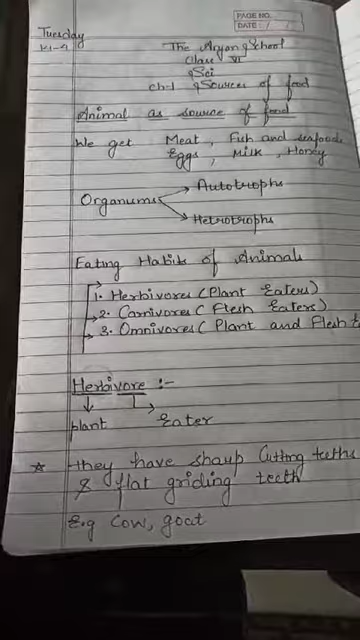 PAGE NO.
DATE / /
Tuesday
The Aryan School
Class VI
Sci
ch-1 Sources of food
Animal as source of food
We get Meat, Fish and seafoods
Eggs, Milk, Honey
Organisms
Autotrophs
Hetrotrophs
Eating Habits of Animals
1. Herbivores (Plant Eaters)
2. Carnivores (Flesh Eaters)
3. Omnivores (Plant and Flesh
Herbivore :-
plant Eater
* they have sharp Cutting teeths
& flat griding teeth
E.g Cow, goat